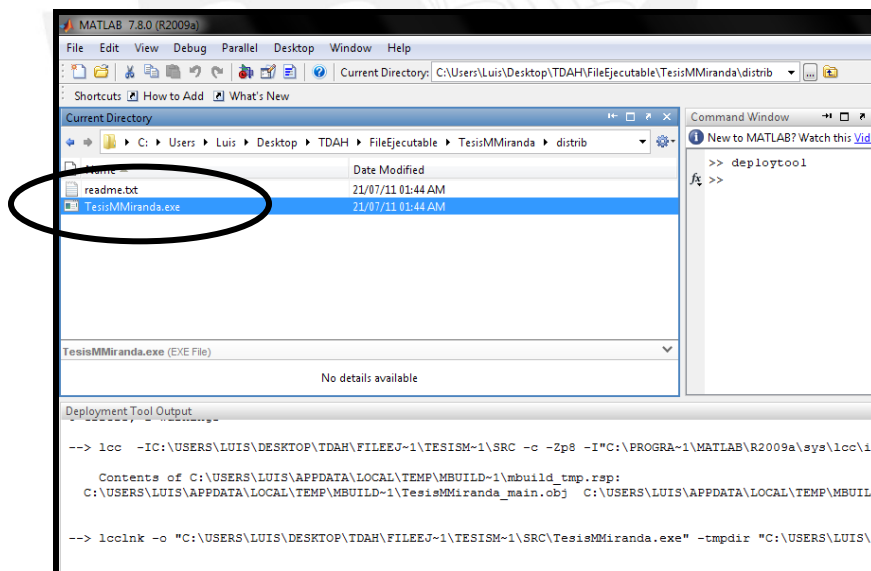 MATLAB 7.8.0 (R2009a)
File Edit View Debug Parallel Desktop Window Help
Current Directory: C:\Users\Luis\Desktop\TDAH\FileEjecutable\TesisMMiranda\distrib
Shortcuts How to Add What's New
Current Directory
C: Users Luis Desktop TDAH FileEjecutable TesisMMiranda distrib
Name Date Modified
readme.txt 21/07/11 01:44 AM
TesisMMiranda.exe 21/07/11 01:44 AM
TesisMMiranda.exe (EXE File)
No details available
Command Window
New to MATLAB? Watch this Vid
>> deploytool
fx >>
Deployment Tool Output
--> lcc -IC:\USERS\LUIS\DESKTOP\TDAH\FILEEJ~1\TESISM~1\SRC -c -Zp8 -I"C:\PROGRA~1\MATLAB\R2009a\sys\lcc\i
Contents of C:\USERS\LUIS\APPDATA\LOCAL\TEMP\MBUILD~1\mbuild_tmp.rsp:
C:\USERS\LUIS\APPDATA\LOCAL\TEMP\MBUILD~1\TesisMMiranda_main.obj C:\USERS\LUIS\APPDATA\LOCAL\TEMP\MBUIL
--> lcclnk -o "C:\USERS\LUIS\DESKTOP\TDAH\FILEEJ~1\TESISM~1\SRC\TesisMMiranda.exe" -tmpdir "C:\USERS\LUIS\